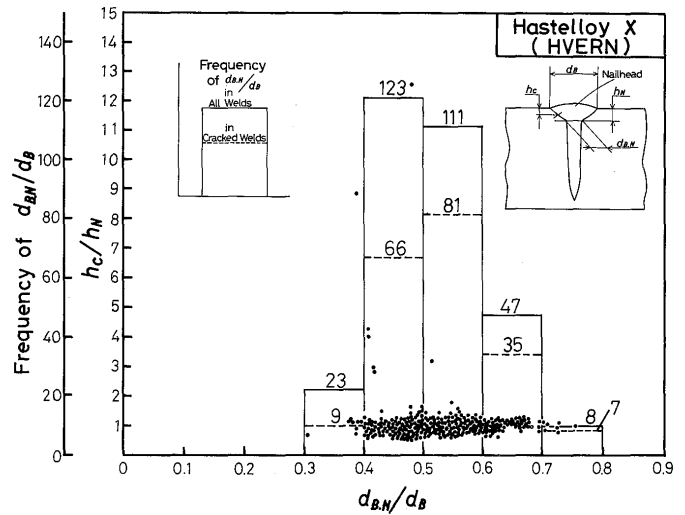 Hastelloy X
( HVERN )
Frequency
of d_B.N/d_B
in
All Welds
in
Cracked Welds
d_B
Nailhead
h_C
h_N
d_B.N
123
111
81
66
47
35
23
9
8
7
Frequency of d_B.N/d_B
150
140
120
100
80
60
40
20
0
h_C/h_N
15
14
13
12
11
10
9
8
7
6
5
4
3
2
1
0 0.1 0.2 0.3 0.4 0.5 0.6 0.7 0.8 0.9
d_B.N/d_B